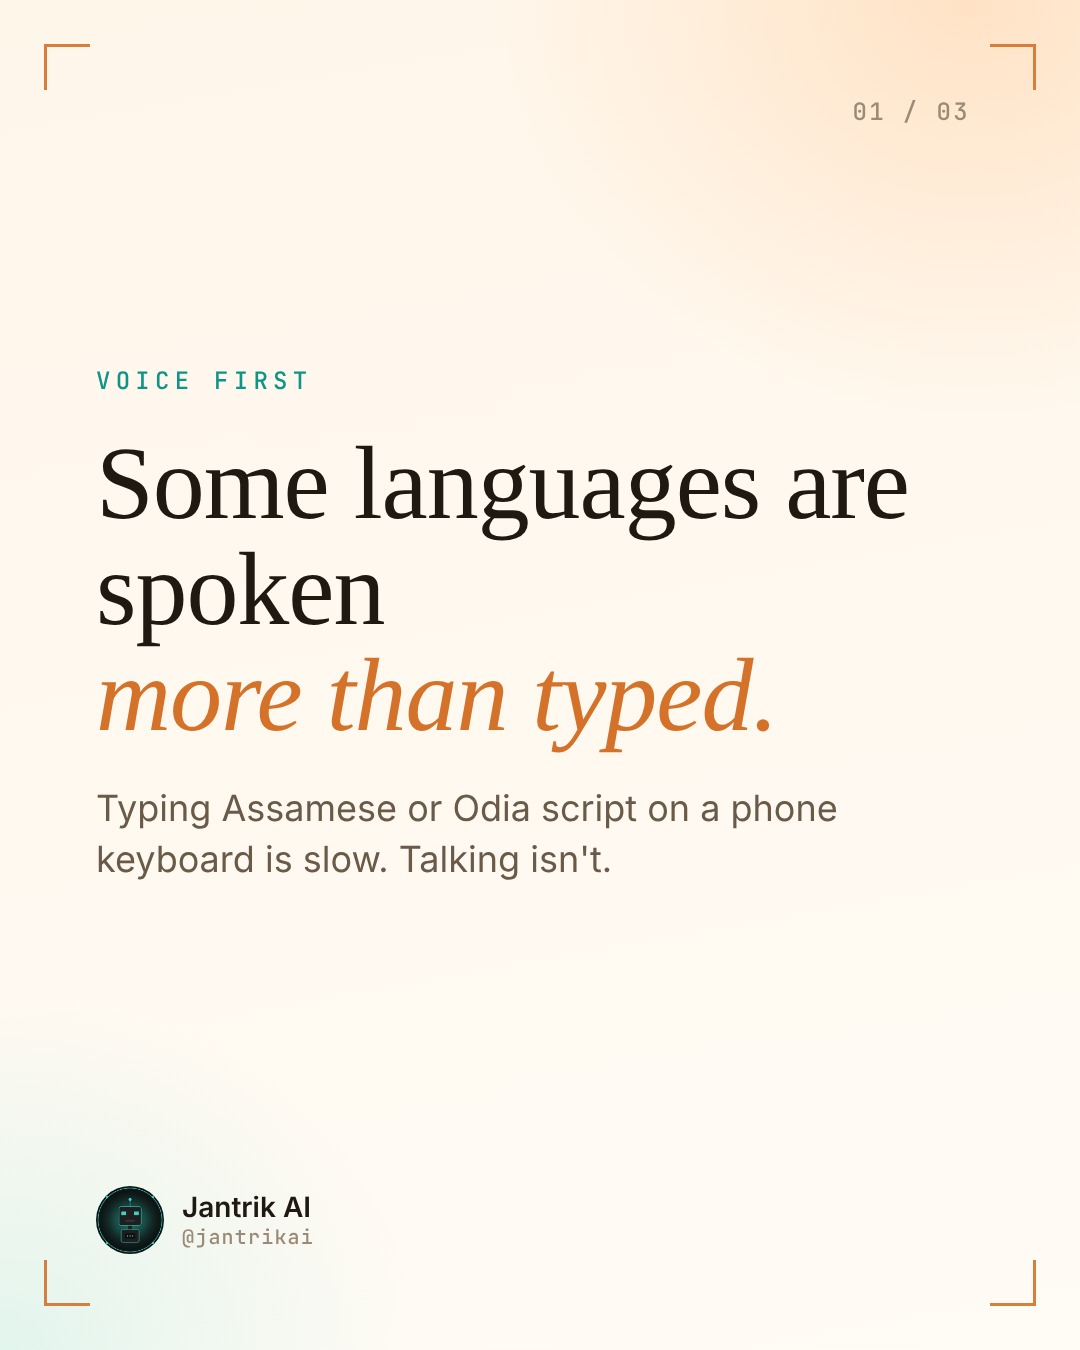 01 / 03
VOICE FIRST
Some languages are
spoken
more than typed.
Typing Assamese or Odia script on a phone
keyboard is slow. Talking isn't.
Jantrik AI
@jantrikai